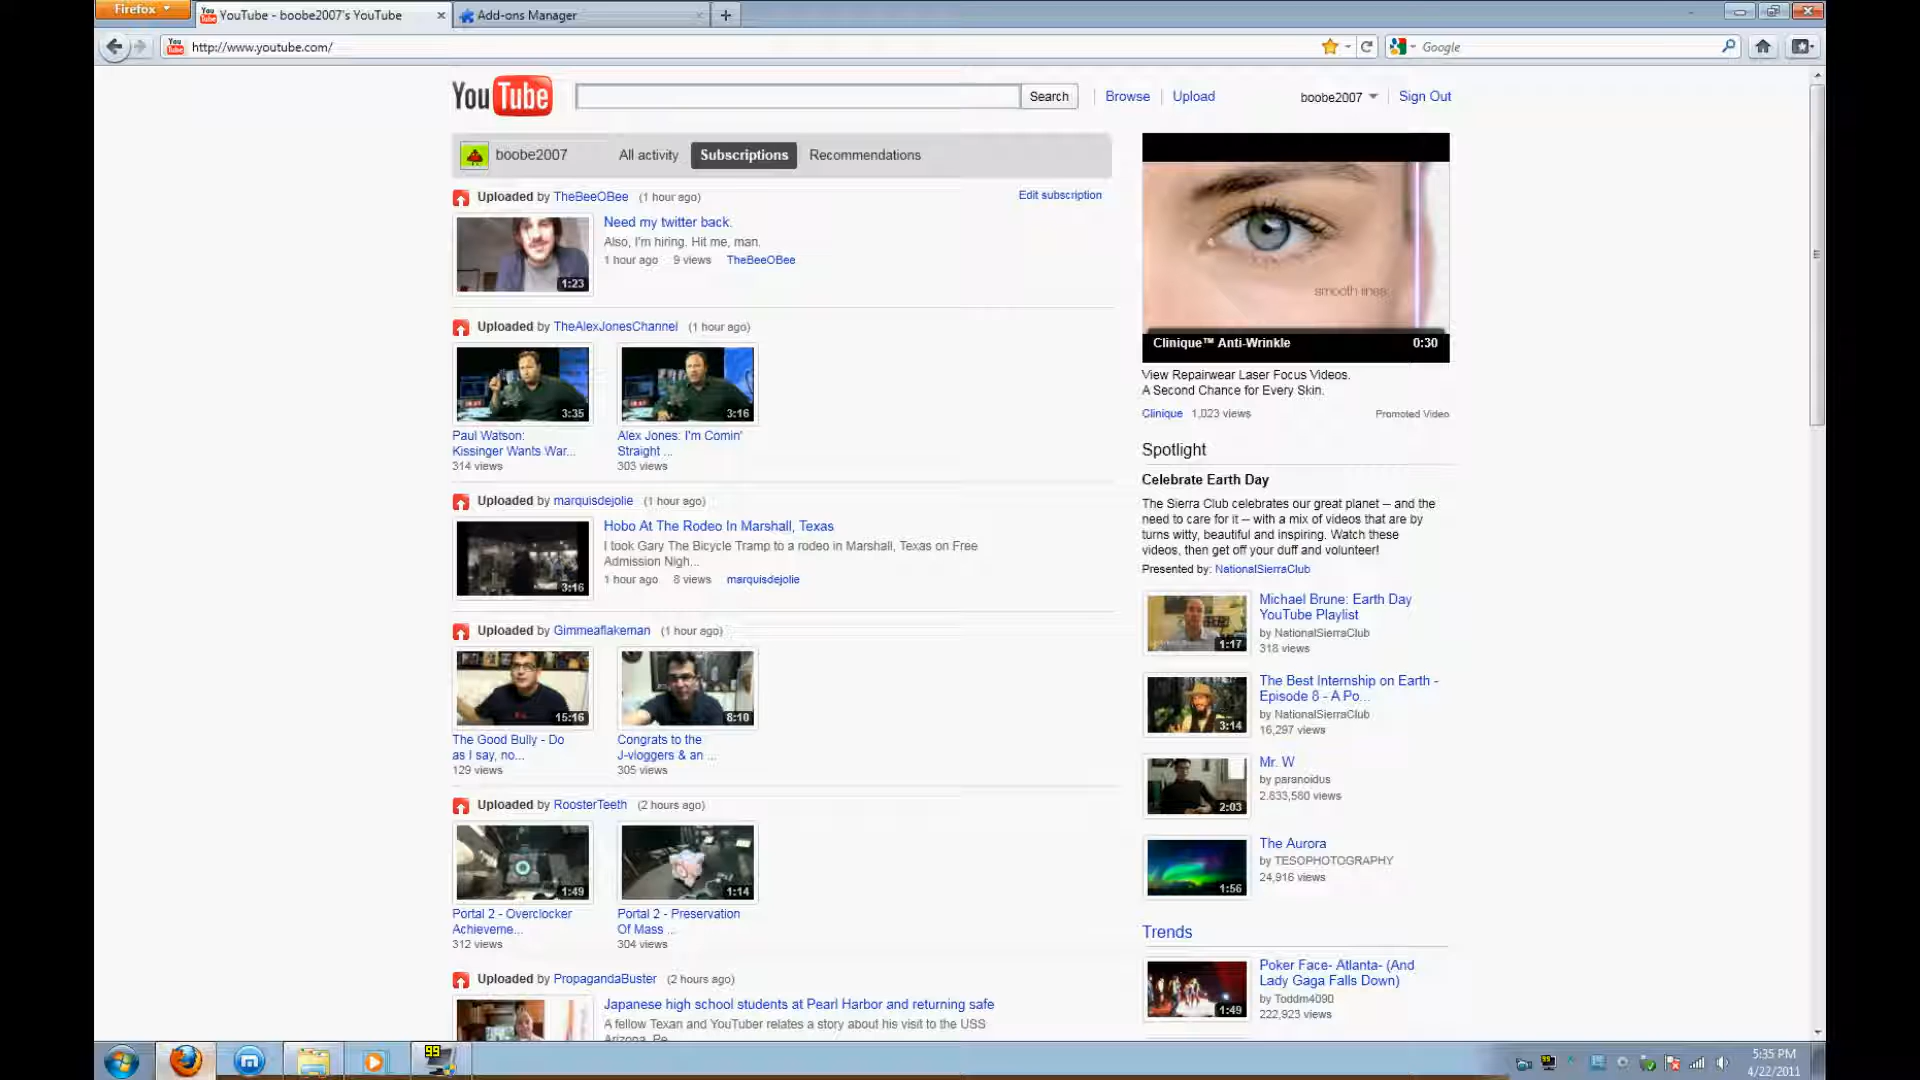 Firefox
YouTube - boobe2007's YouTube
Add-ons Manager
http://www.youtube.com/
Google
YouTube
Search
Browse
Upload
boobe2007
Sign Out
boobe2007
All activity
Subscriptions
Recommendations
Uploaded by TheBeeOBee (1 hour ago)
Edit subscription
Need my twitter back.
Also, I'm hiring. Hit me, man.
1 hour ago 9 views TheBeeOBee
1:23
Uploaded by TheAlexJonesChannel (1 hour ago)
3:35
3:16
Paul Watson:
Kissinger Wants War...
314 views
Alex Jones: I'm Comin'
Straight ...
303 views
Uploaded by marquisdejolie (1 hour ago)
Hobo At The Rodeo In Marshall, Texas
I took Gary The Bicycle Tramp to a rodeo in Marshall, Texas on Free
Admission Nigh...
1 hour ago 8 views marquisdejolie
3:16
Uploaded by Gimmeaflakeman (1 hour ago)
15:16
8:10
The Good Bully - Do
as I say, no...
129 views
Congrats to the
J-vloggers & an ...
305 views
Uploaded by RoosterTeeth (2 hours ago)
1:49
1:14
Portal 2 - Overclocker
Achieveme...
312 views
Portal 2 - Preservation
Of Mass ...
304 views
Uploaded by PropagandaBuster (2 hours ago)
Japanese high school students at Pearl Harbor and returning safe
A fellow Texan and YouTuber relates a story about his visit to the USS
Arizona, Pe
smooth lines
Clinique™ Anti-Wrinkle
0:30
View Repairwear Laser Focus Videos.
A Second Chance for Every Skin.
Clinique 1,023 views
Promoted Video
Spotlight
Celebrate Earth Day
The Sierra Club celebrates our great planet -- and the
need to care for it -- with a mix of videos that are by
turns witty, beautiful and inspiring. Watch these
videos, then get off your duff and volunteer!
Presented by: NationalSierraClub
1:17
Michael Brune: Earth Day
YouTube Playlist
by NationalSierraClub
318 views
3:14
The Best Internship on Earth -
Episode 8 - A Po...
by NationalSierraClub
16,297 views
2:03
Mr. W
by paranoidus
2,833,580 views
1:56
The Aurora
by TESOPHOTOGRAPHY
24,916 views
Trends
1:49
Poker Face- Atlanta- (And
Lady Gaga Falls Down)
by Toddm4090
222,923 views
99
5:35 PM
4/22/2011